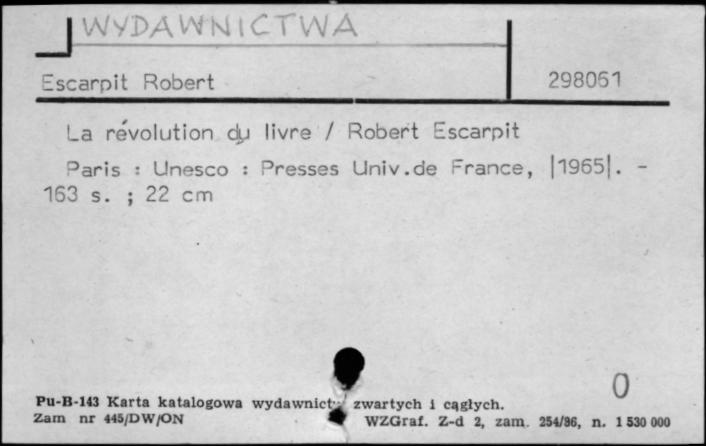 WYDAWNICTWA
Escarpit Robert 298061
La révolution du livre / Robert Escarpit
Paris : Unesco : Presses Univ.de France, |1965|. -
163 s. ; 22 cm
0
Pu-B-143 Karta katalogowa wydawnictw zwartych i cągłych.
Zam nr 445/DW/ON WZGraf. Z-d 2, zam. 254/86, n. 1 530 000